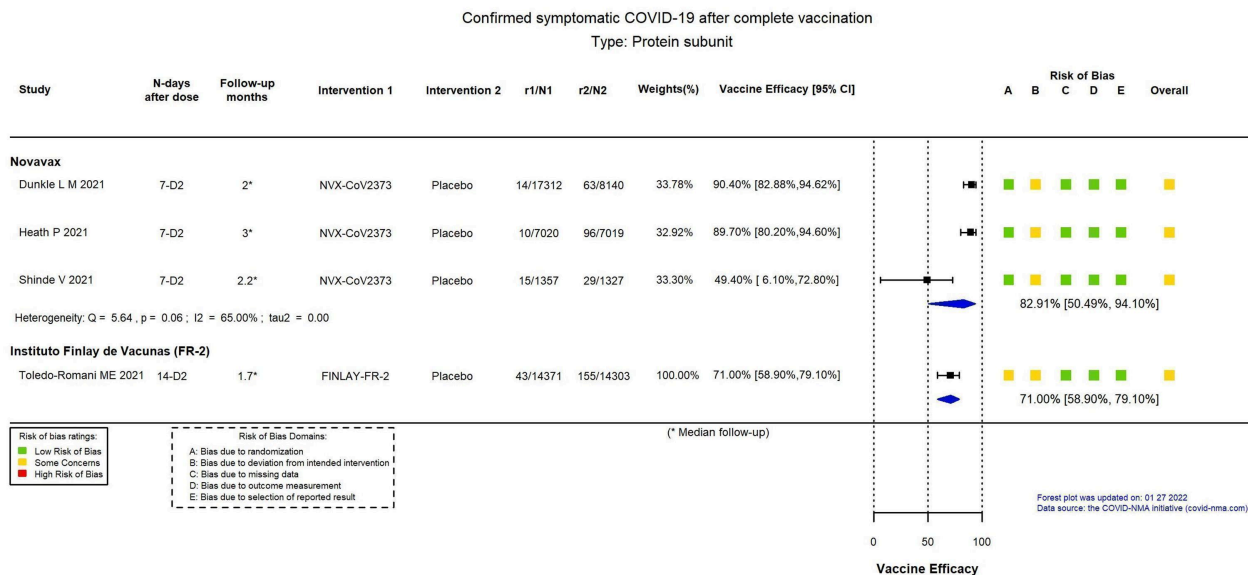 Confirmed symptomatic COVID-19 after complete vaccination
Type: Protein subunit
Study N-days after dose Follow-up months Intervention 1 Intervention 2 r1/N1 r2/N2 Weights(%) Vaccine Efficacy [95% CI] Risk of Bias A B C D E Overall
Novavax
Dunkle L M 2021 7-D2 2* NVX-CoV2373 Placebo 14/17312 63/8140 33.78% 90.40% [82.88%,94.62%]
Heath P 2021 7-D2 3* NVX-CoV2373 Placebo 10/7020 96/7019 32.92% 89.70% [80.20%,94.60%]
Shinde V 2021 7-D2 2.2* NVX-CoV2373 Placebo 15/1357 29/1327 33.30% 49.40% [ 6.10%,72.80%]
82.91% [50.49%, 94.10%]
Heterogeneity: Q = 5.64 , p = 0.06 ; I2 = 65.00% ; tau2 = 0.00
Instituto Finlay de Vacunas (FR-2)
Toledo-Romani ME 2021 14-D2 1.7* FINLAY-FR-2 Placebo 43/14371 155/14303 100.00% 71.00% [58.90%,79.10%]
71.00% [58.90%, 79.10%]
(* Median follow-up)
Risk of bias ratings:
Low Risk of Bias
Some Concerns
High Risk of Bias
Risk of Bias Domains:
A: Bias due to randomization
B: Bias due to deviation from intended intervention
C: Bias due to missing data
D: Bias due to outcome measurement
E: Bias due to selection of reported result
Forest plot was updated on: 01 27 2022
Data source: the COVID-NMA initiative (covid-nma.com)
0 50 100
Vaccine Efficacy